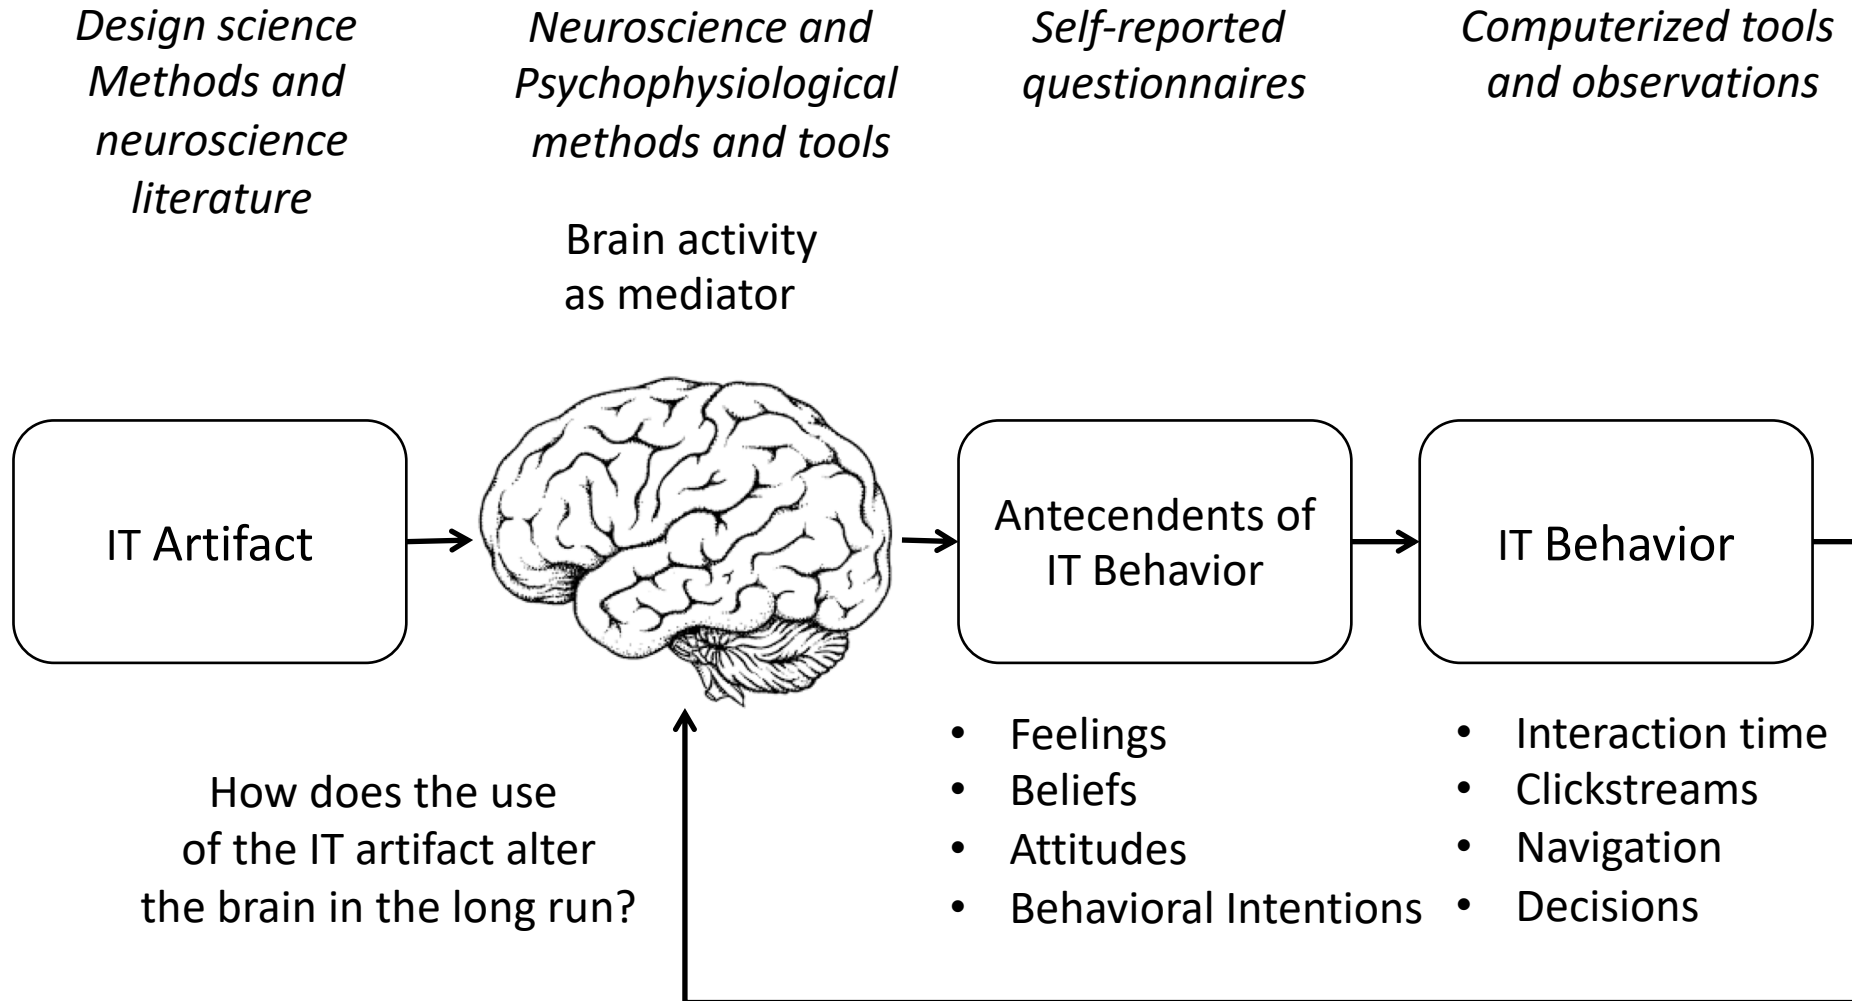 Design science
Methods and
neuroscience
literature
Neuroscience and
Psychophysiological
methods and tools
Self-reported
questionnaires
Computerized tools
and observations
Brain activity
as mediator
IT Artifact
Antecendents of
IT Behavior
IT Behavior
How does the use
of the IT artifact alter
the brain in the long run?
• Feelings
• Beliefs
• Attitudes
• Behavioral Intentions
• Interaction time
• Clickstreams
• Navigation
• Decisions